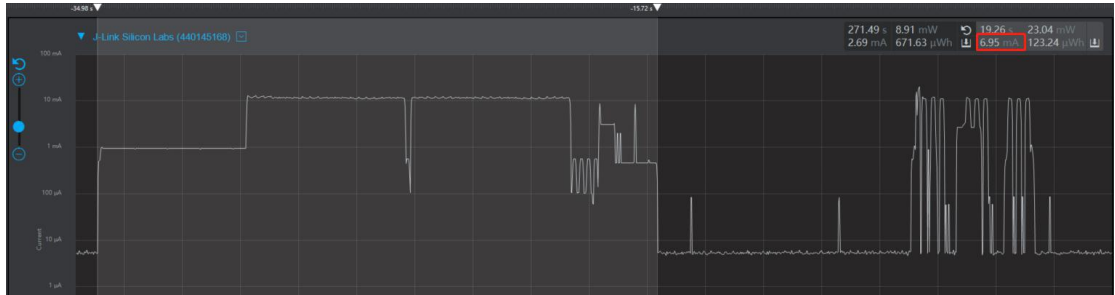 -34.98 s
-15.72 s
J-Link Silicon Labs (440145168)
271.49 s 8.91 mW 19.26 s 23.04 mW
2.69 mA 671.63 µWh 6.95 mA 123.24 µWh
100 mA
10 mA
1 mA
100 µA
10 µA
1 µA
Current